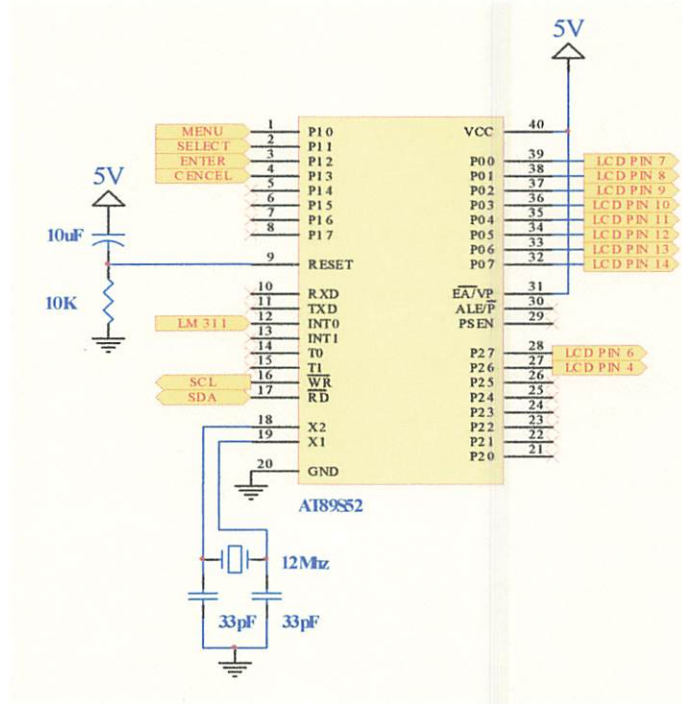 5V
MENU 1 P10 VCC 40
SELECT 2 P11
ENTER 3 P12 P00 39 LCD PIN 7
CENCEL 4 P13 P01 38 LCD PIN 8
5 P14 P02 37 LCD PIN 9
6 P15 P03 36 LCD PIN 10
7 P16 P04 35 LCD PIN 11
8 P17 P05 34 LCD PIN 12
P06 33 LCD PIN 13
9 RESET P07 32 LCD PIN 14
5V
10uF
10K
10 RXD EA/VP 31
11 TXD ALE/P 30
LM 311 12 INT0 PSEN 29
13 INT1
14 T0 P27 28 LCD PIN 6
15 T1 P26 27 LCD PIN 4
SCL 16 WR P25 26
SDA 17 RD P24 25
P23 24
18 X2 P22 23
19 X1 P21 22
P20 21
20 GND
AT89S52
12Mhz
33pF 33pF